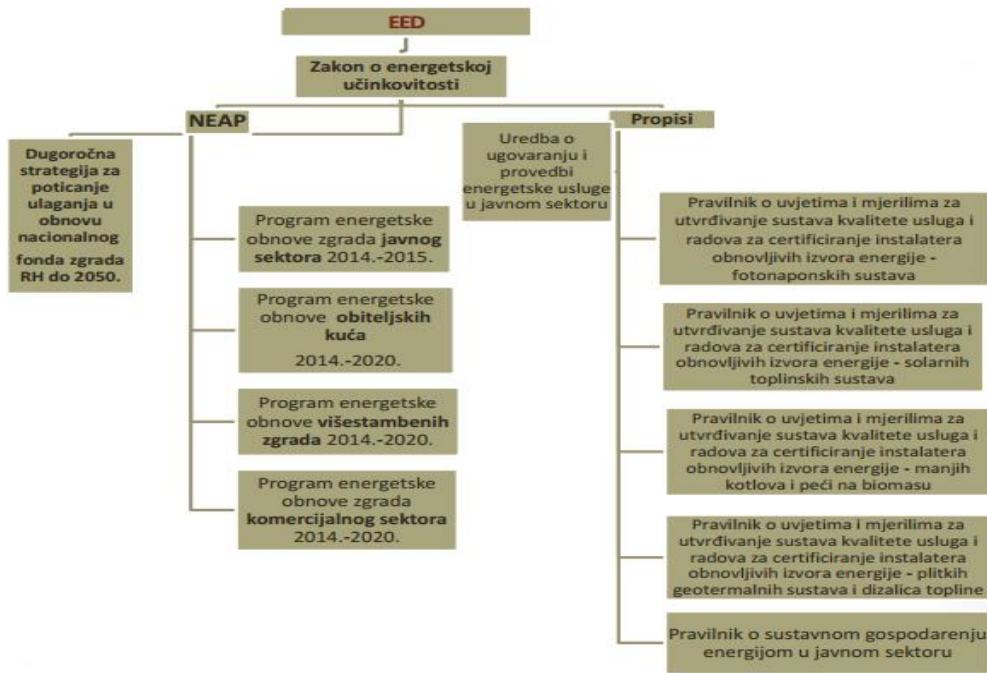 EED
Zakon o energetskoj
učinkovitosti
NEAP
Propisi
Dugoročna
strategija za
poticanje
ulaganja u
obnovu
nacionalnog
fonda zgrada
RH do 2050.
Program energetske
obnove zgrada javnog
sektora 2014.-2015.
Program energetske
obnove obiteljskih
kuća
2014.-2020.
Program energetske
obnove višestambenih
zgrada 2014.-2020.
Program energetske
obnove zgrada
komercijalnog sektora
2014.-2020.
Uredba o
ugovaranju i
provedbi
energetske usluge
u javnom sektoru
Pravilnik o uvjetima i mjerilima za
utvrđivanje sustava kvalitete usluga i
radova za certificiranje instalatera
obnovljivih izvora energije -
fotonaponskih sustava
Pravilnik o uvjetima i mjerilima za
utvrđivanje sustava kvalitete usluga i
radova za certificiranje instalatera
obnovljivih izvora energije - solarnih
toplinskih sustava
Pravilnik o uvjetima i mjerilima za
utvrđivanje sustava kvalitete usluga i
radova za certificiranje instalatera
obnovljivih izvora energije - manjih
kotlova i peći na biomasu
Pravilnik o uvjetima i mjerilima za
utvrđivanje sustava kvalitete usluga i
radova za certificiranje instalatera
obnovljivih izvora energije - plitkih
geotermalnih sustava i dizalica topline
Pravilnik o sustavnom gospodarenju
energijom u javnom sektoru